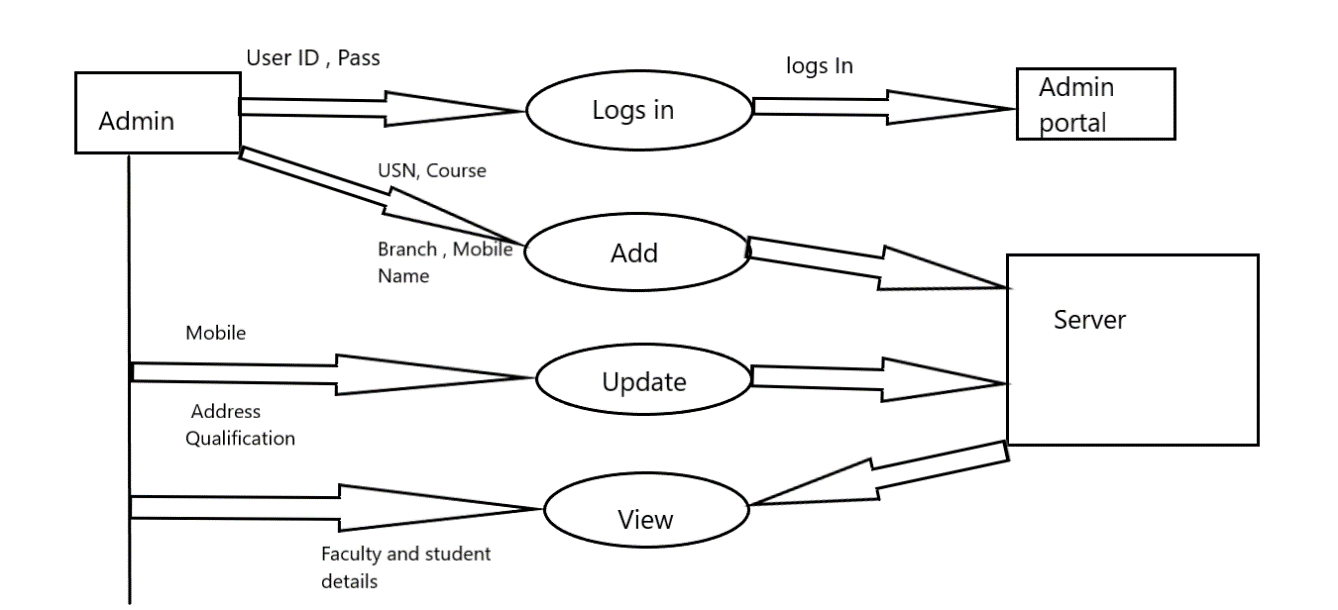 User ID , Pass
logs In
Admin
Logs in
Admin
portal
USN, Course
Branch , Mobile
Name
Add
Server
Mobile
Update
Address
Qualification
View
Faculty and student
details